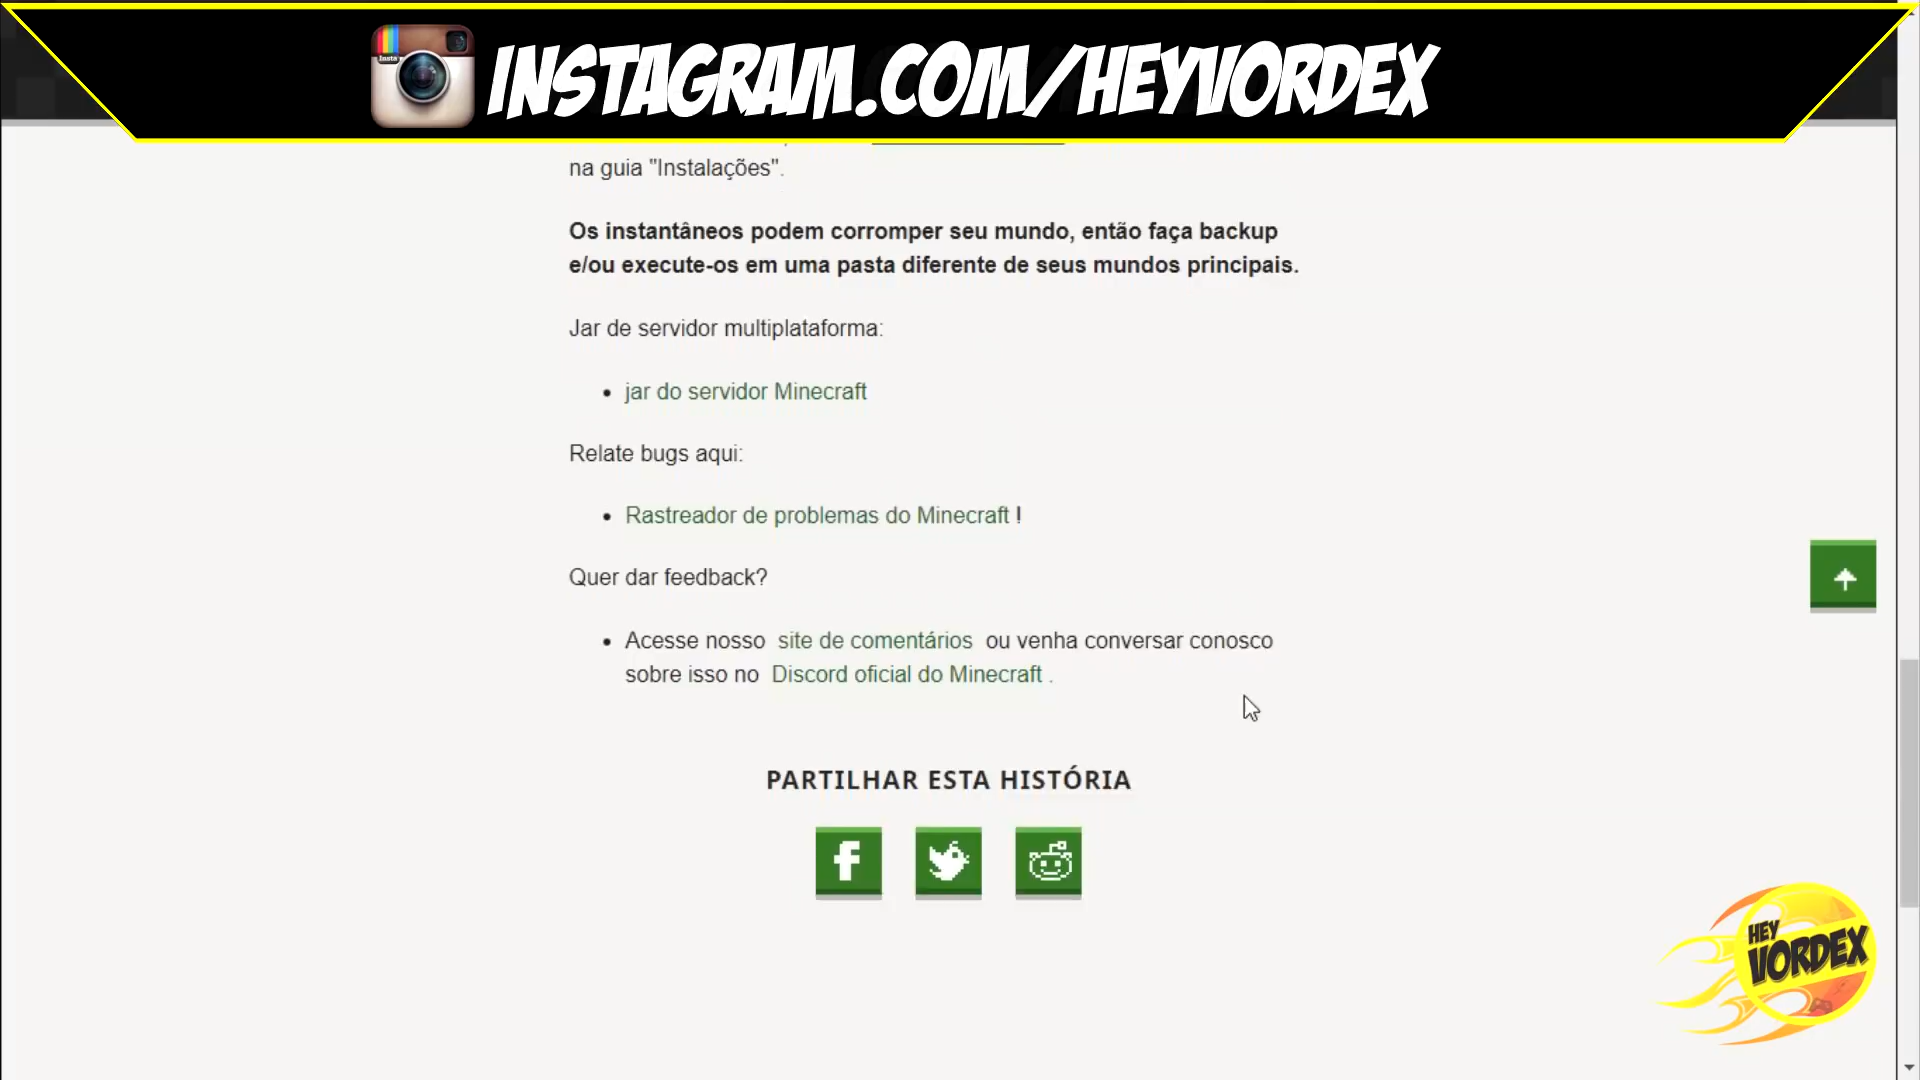 Insta
INSTAGRAM.COM/HEYVORDEX
na guia "Instalações".
Os instantâneos podem corromper seu mundo, então faça backup
e/ou execute-os em uma pasta diferente de seus mundos principais.
Jar de servidor multiplataforma:
• jar do servidor Minecraft
Relate bugs aqui:
• Rastreador de problemas do Minecraft !
Quer dar feedback?
• Acesse nosso site de comentários ou venha conversar conosco
sobre isso no Discord oficial do Minecraft .
PARTILHAR ESTA HISTÓRIA
HEY
VORDEX